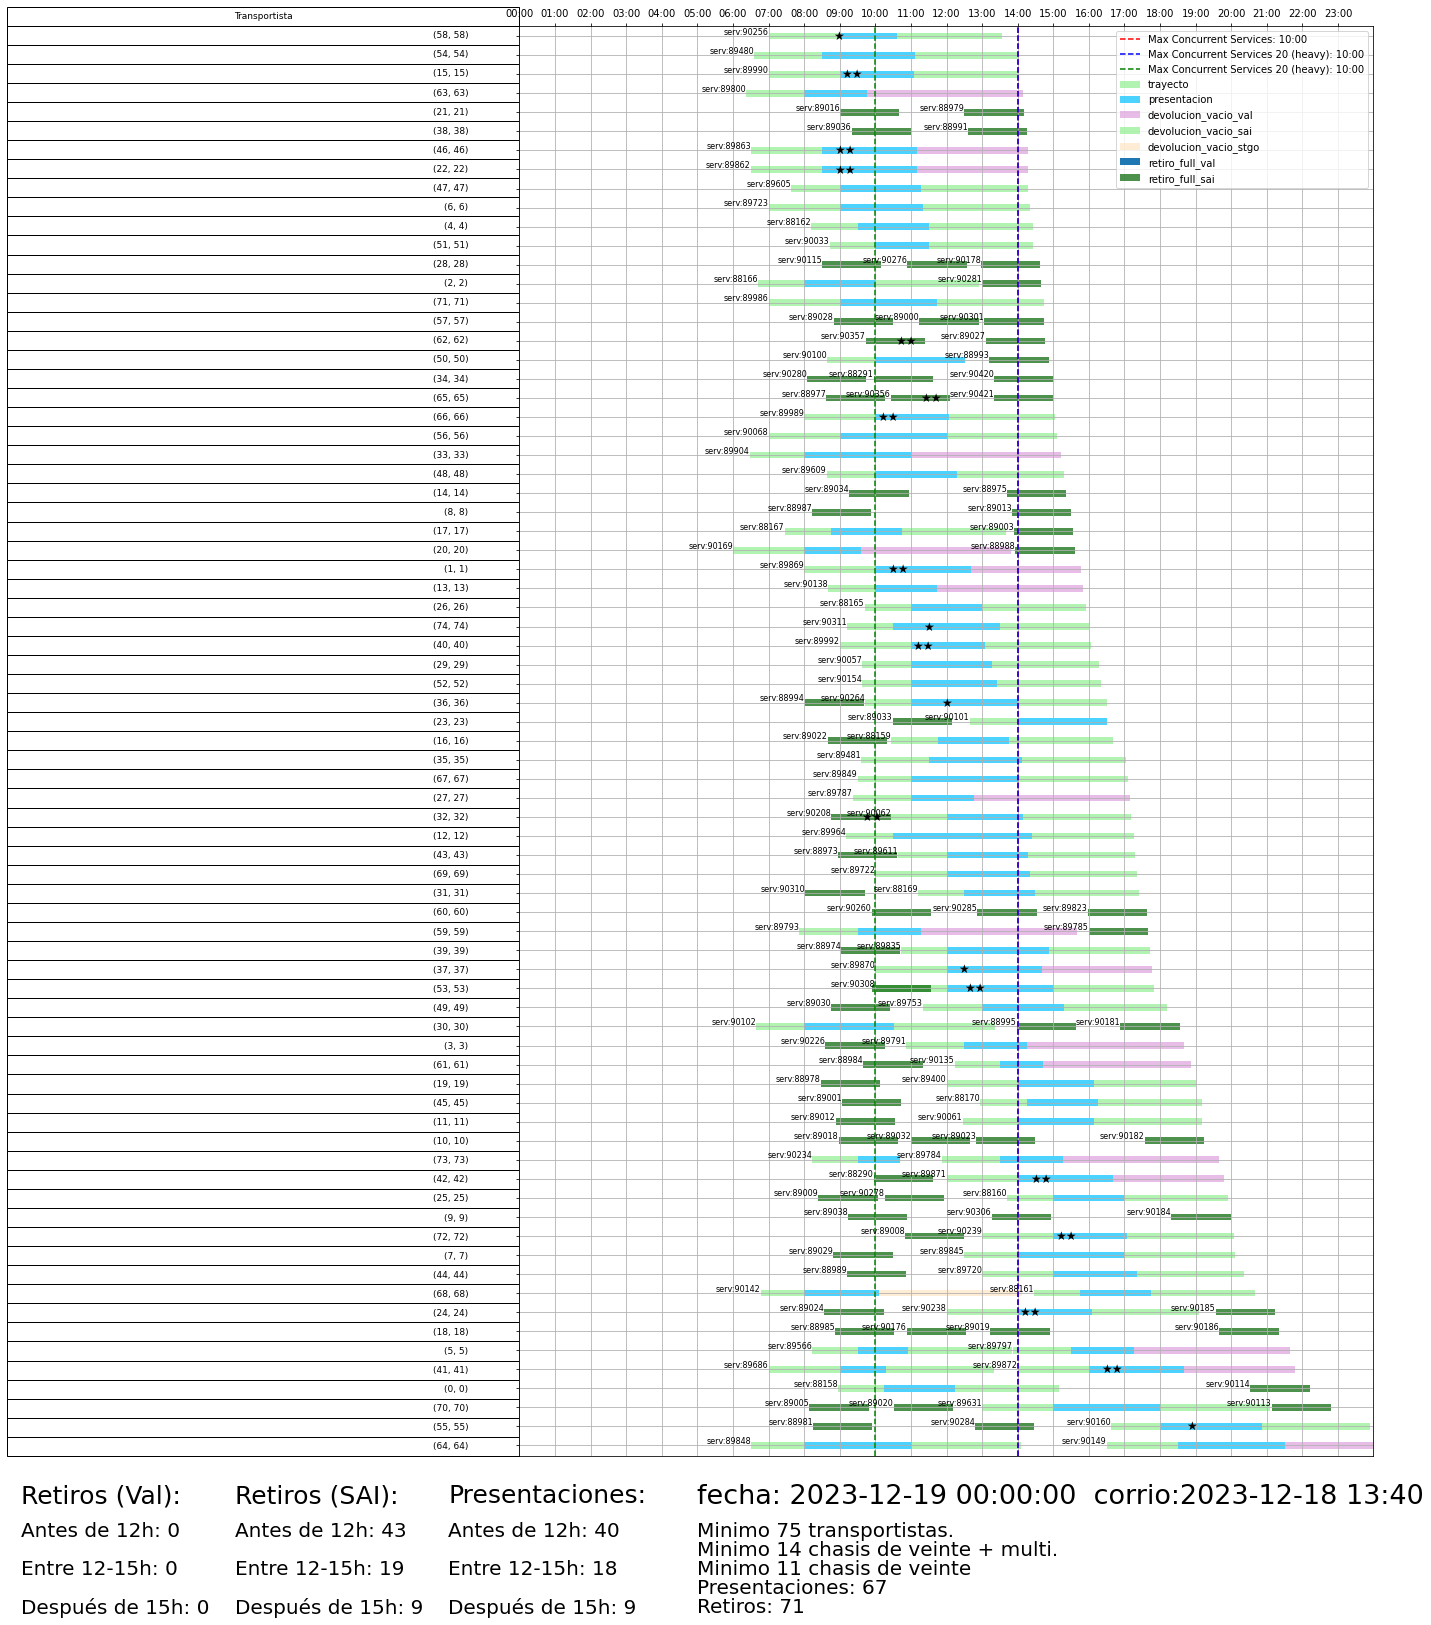 Transportista
00:00 01:00 02:00 03:00 04:00 05:00 06:00 07:00 08:00 09:00 10:00 11:00 12:00 13:00 14:00 15:00 16:00 17:00 18:00 19:00 20:00 21:00 22:00 23:00
Max Concurrent Services: 10:00
Max Concurrent Services 20 (heavy): 10:00
Max Concurrent Services 20 (heavy): 10:00
trayecto
presentacion
devolucion_vacio_val
devolucion_vacio_sai
devolucion_vacio_stgo
retiro_full_val
retiro_full_sai
(58, 58) serv:90256
(54, 54) serv:89480
(15, 15) serv:89990
(63, 63) serv:89800
(21, 21) serv:89016 serv:88979
(38, 38) serv:89036 serv:88991
(46, 46) serv:89863
(22, 22) serv:89862
(47, 47) serv:89605
(6, 6) serv:89723
(4, 4) serv:88162
(51, 51) serv:90033
(28, 28) serv:90115 serv:90276 serv:90178
(2, 2) serv:88166 serv:90281
(71, 71) serv:89986
(57, 57) serv:89028 serv:89000 serv:90301
(62, 62) serv:90357 serv:89027
(50, 50) serv:90100 serv:88993
(34, 34) serv:90280 serv:88291 serv:90420
(65, 65) serv:88977 serv:90356 serv:90421
(66, 66) serv:89989
(56, 56) serv:90068
(33, 33) serv:89904
(48, 48) serv:89609
(14, 14) serv:89034 serv:88975
(8, 8) serv:88987 serv:89013
(17, 17) serv:88167 serv:89003
(20, 20) serv:90169 serv:88988
(1, 1) serv:89869
(13, 13) serv:90138
(26, 26) serv:88165
(74, 74) serv:90311
(40, 40) serv:89992
(29, 29) serv:90057
(52, 52) serv:90154
(36, 36) serv:88994 serv:90264
(23, 23) serv:89033 serv:90101
(16, 16) serv:89022 serv:88159
(35, 35) serv:89481
(67, 67) serv:89849
(27, 27) serv:89787
(32, 32) serv:90208 serv:90062
(12, 12) serv:89964
(43, 43) serv:88973 serv:89611
(69, 69) serv:89722
(31, 31) serv:90310 serv:88169
(60, 60) serv:90260 serv:90285 serv:89823
(59, 59) serv:89793 serv:89785
(39, 39) serv:88974 serv:89835
(37, 37) serv:89870
(53, 53) serv:90308
(49, 49) serv:89030 serv:89753
(30, 30) serv:90102 serv:88995 serv:90181
(3, 3) serv:90226 serv:89791
(61, 61) serv:88984 serv:90135
(19, 19) serv:88978 serv:89400
(45, 45) serv:89001 serv:88170
(11, 11) serv:89012 serv:90061
(10, 10) serv:89018 serv:89032 serv:89023 serv:90182
(73, 73) serv:90234 serv:89784
(42, 42) serv:88290 serv:89871
(25, 25) serv:89009 serv:90278 serv:88160
(9, 9) serv:89038 serv:90306 serv:90184
(72, 72) serv:89008 serv:90239
(7, 7) serv:89029 serv:89845
(44, 44) serv:88989 serv:89720
(68, 68) serv:90142 serv:88161
(24, 24) serv:89024 serv:90238 serv:90185
(18, 18) serv:88985 serv:90176 serv:89019 serv:90186
(5, 5) serv:89566 serv:89797
(41, 41) serv:89686 serv:89872
(0, 0) serv:88158 serv:90114
(70, 70) serv:89005 serv:89020 serv:89631 serv:90113
(55, 55) serv:88981 serv:90284 serv:90160
(64, 64) serv:89848 serv:90149
Retiros (Val):
Antes de 12h: 0
Entre 12-15h: 0
Después de 15h: 0
Retiros (SAI):
Antes de 12h: 43
Entre 12-15h: 19
Después de 15h: 9
Presentaciones:
Antes de 12h: 40
Entre 12-15h: 18
Después de 15h: 9
fecha: 2023-12-19 00:00:00 corrio:2023-12-18 13:40
Minimo 75 transportistas.
Minimo 14 chasis de veinte + multi.
Minimo 11 chasis de veinte
Presentaciones: 67
Retiros: 71